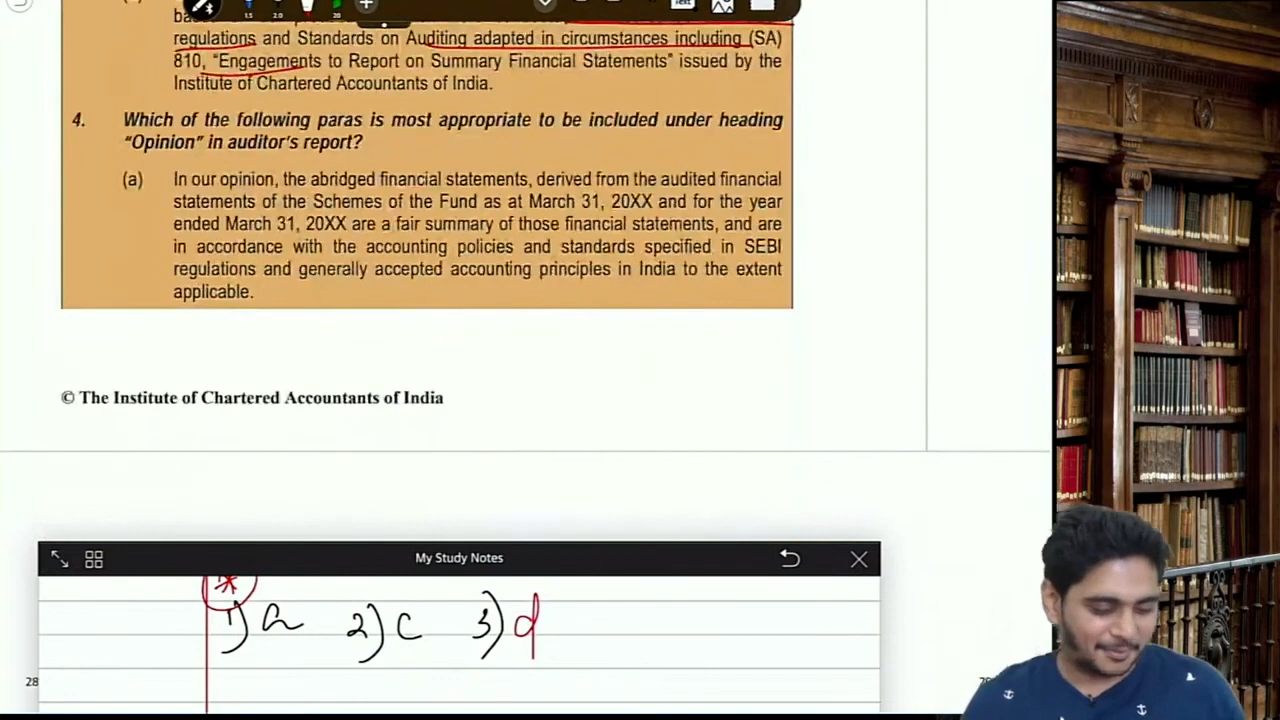 1.5 2.0 20 Text
regulations and Standards on Auditing adapted in circumstances including (SA)
810, “Engagements to Report on Summary Financial Statements” issued by the
Institute of Chartered Accountants of India.
4. Which of the following paras is most appropriate to be included under heading
“Opinion” in auditor’s report?
(a) In our opinion, the abridged financial statements, derived from the audited financial
statements of the Schemes of the Fund as at March 31, 20XX and for the year
ended March 31, 20XX are a fair summary of those financial statements, and are
in accordance with the accounting policies and standards specified in SEBI
regulations and generally accepted accounting principles in India to the extent
applicable.
© The Institute of Chartered Accountants of India
My Study Notes
1) a 2) c 3) d
28